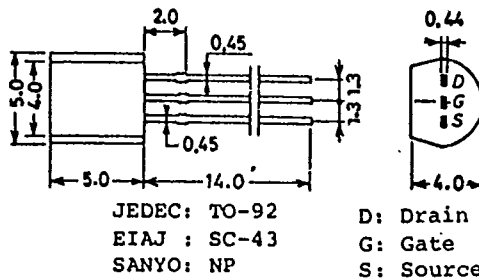 2.0
0.44
0.45
5.0
4.0
1.3
1.3
D
G
S
0.45
5.0
14.0
4.0
JEDEC: TO-92
EIAJ : SC-43
SANYO: NP
D: Drain
G: Gate
S: Source